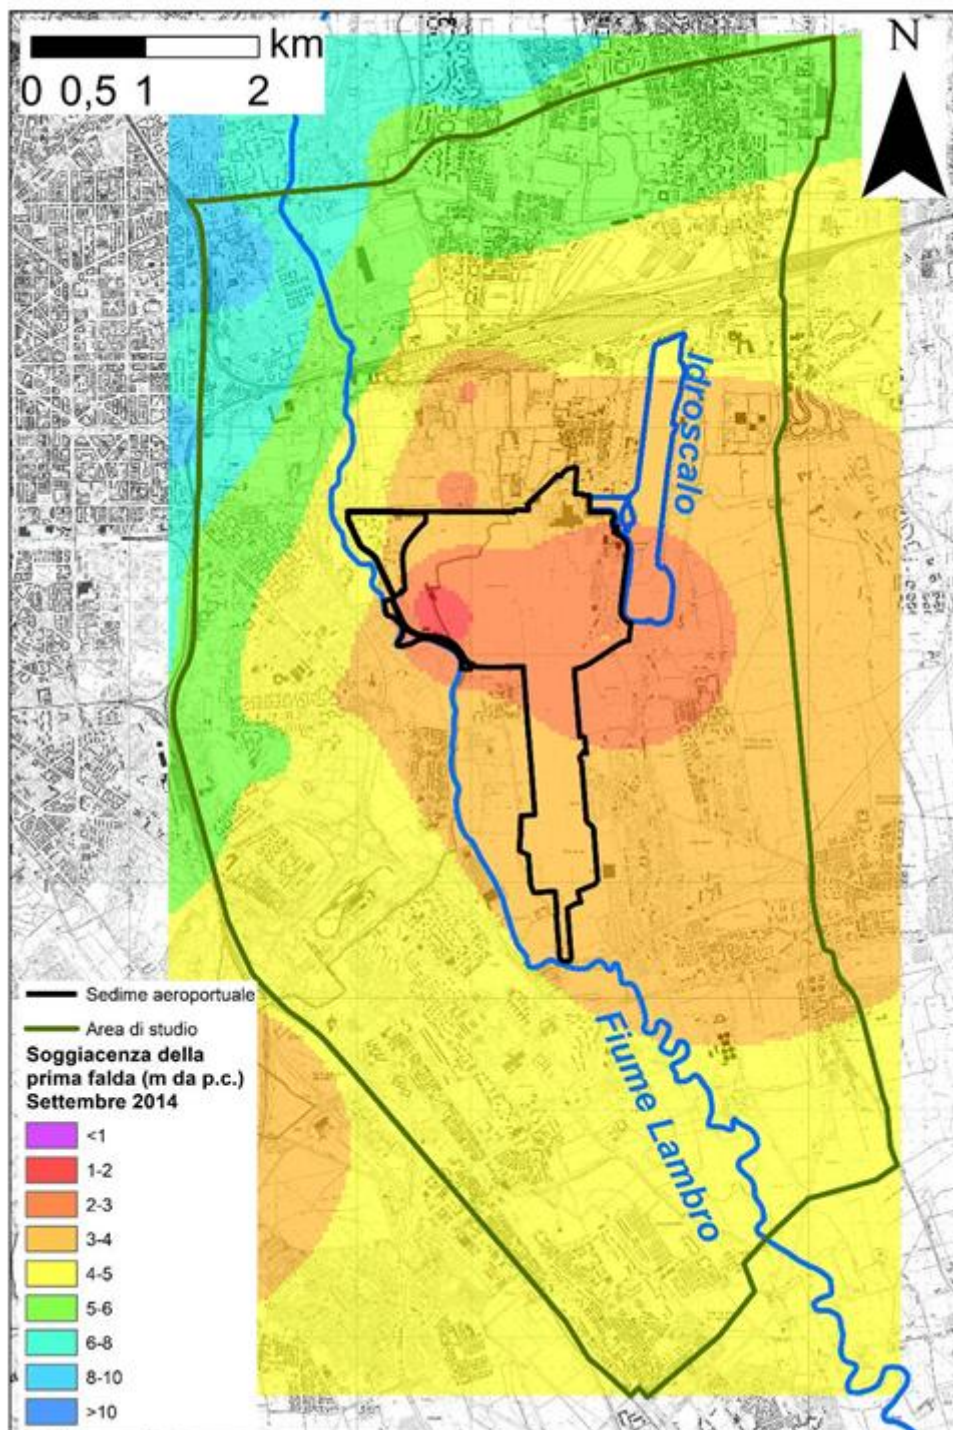 km
0 0,5 1 2
N
Idroscalo
Fiume Lambro
Sedime aeroportuale
Area di studio
Soggiacenza della
prima falda (m da p.c.)
Settembre 2014
<1
1-2
2-3
3-4
4-5
5-6
6-8
8-10
>10